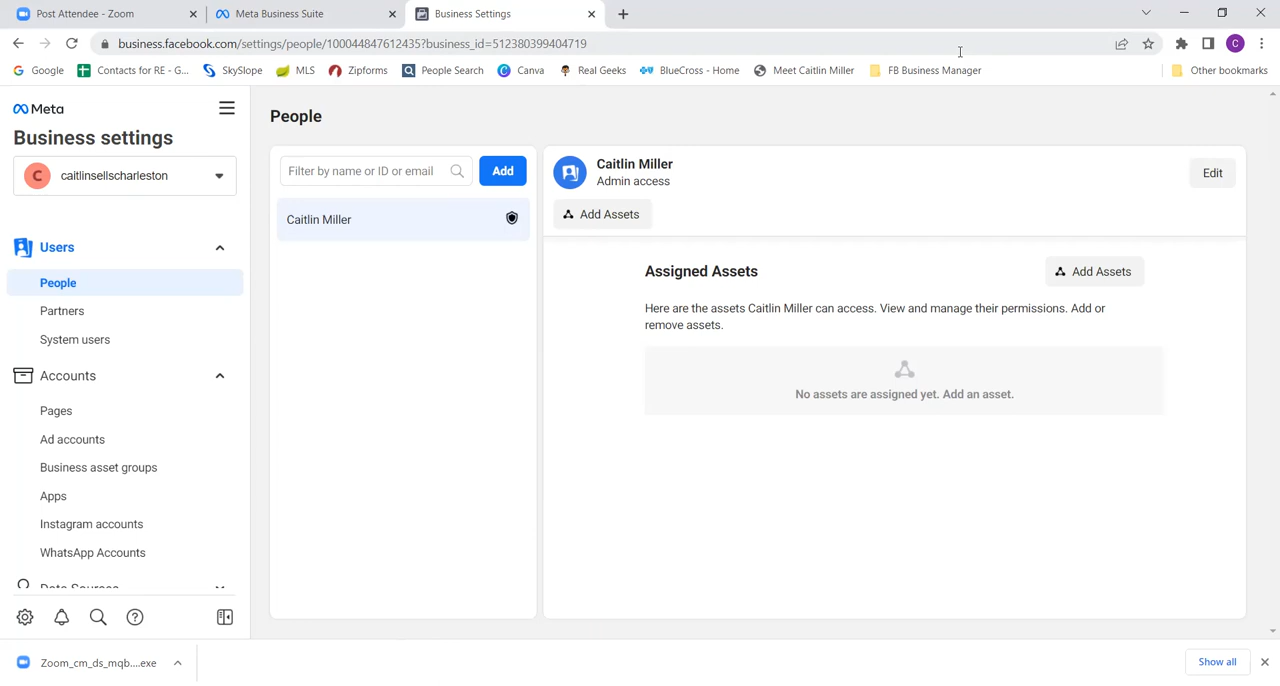 Post Attendee - Zoom
Meta Business Suite
Business Settings
business.facebook.com/settings/people/100044847612435?business_id=512380399404719
C
Google
Contacts for RE - G...
SkySlope
MLS
Zipforms
People Search
Canva
Real Geeks
BlueCross - Home
Meet Caitlin Miller
FB Business Manager
Other bookmarks
Meta
Business settings
C
caitlinsellscharleston
Users
People
Partners
System users
Accounts
Pages
Ad accounts
Business asset groups
Apps
Instagram accounts
WhatsApp Accounts
Data Sources
People
Filter by name or ID or email
Add
Caitlin Miller
Caitlin Miller
Admin access
Edit
Add Assets
Assigned Assets
Add Assets
Here are the assets Caitlin Miller can access. View and manage their permissions. Add or
remove assets.
No assets are assigned yet. Add an asset.
Zoom_cm_ds_mqb....exe
Show all